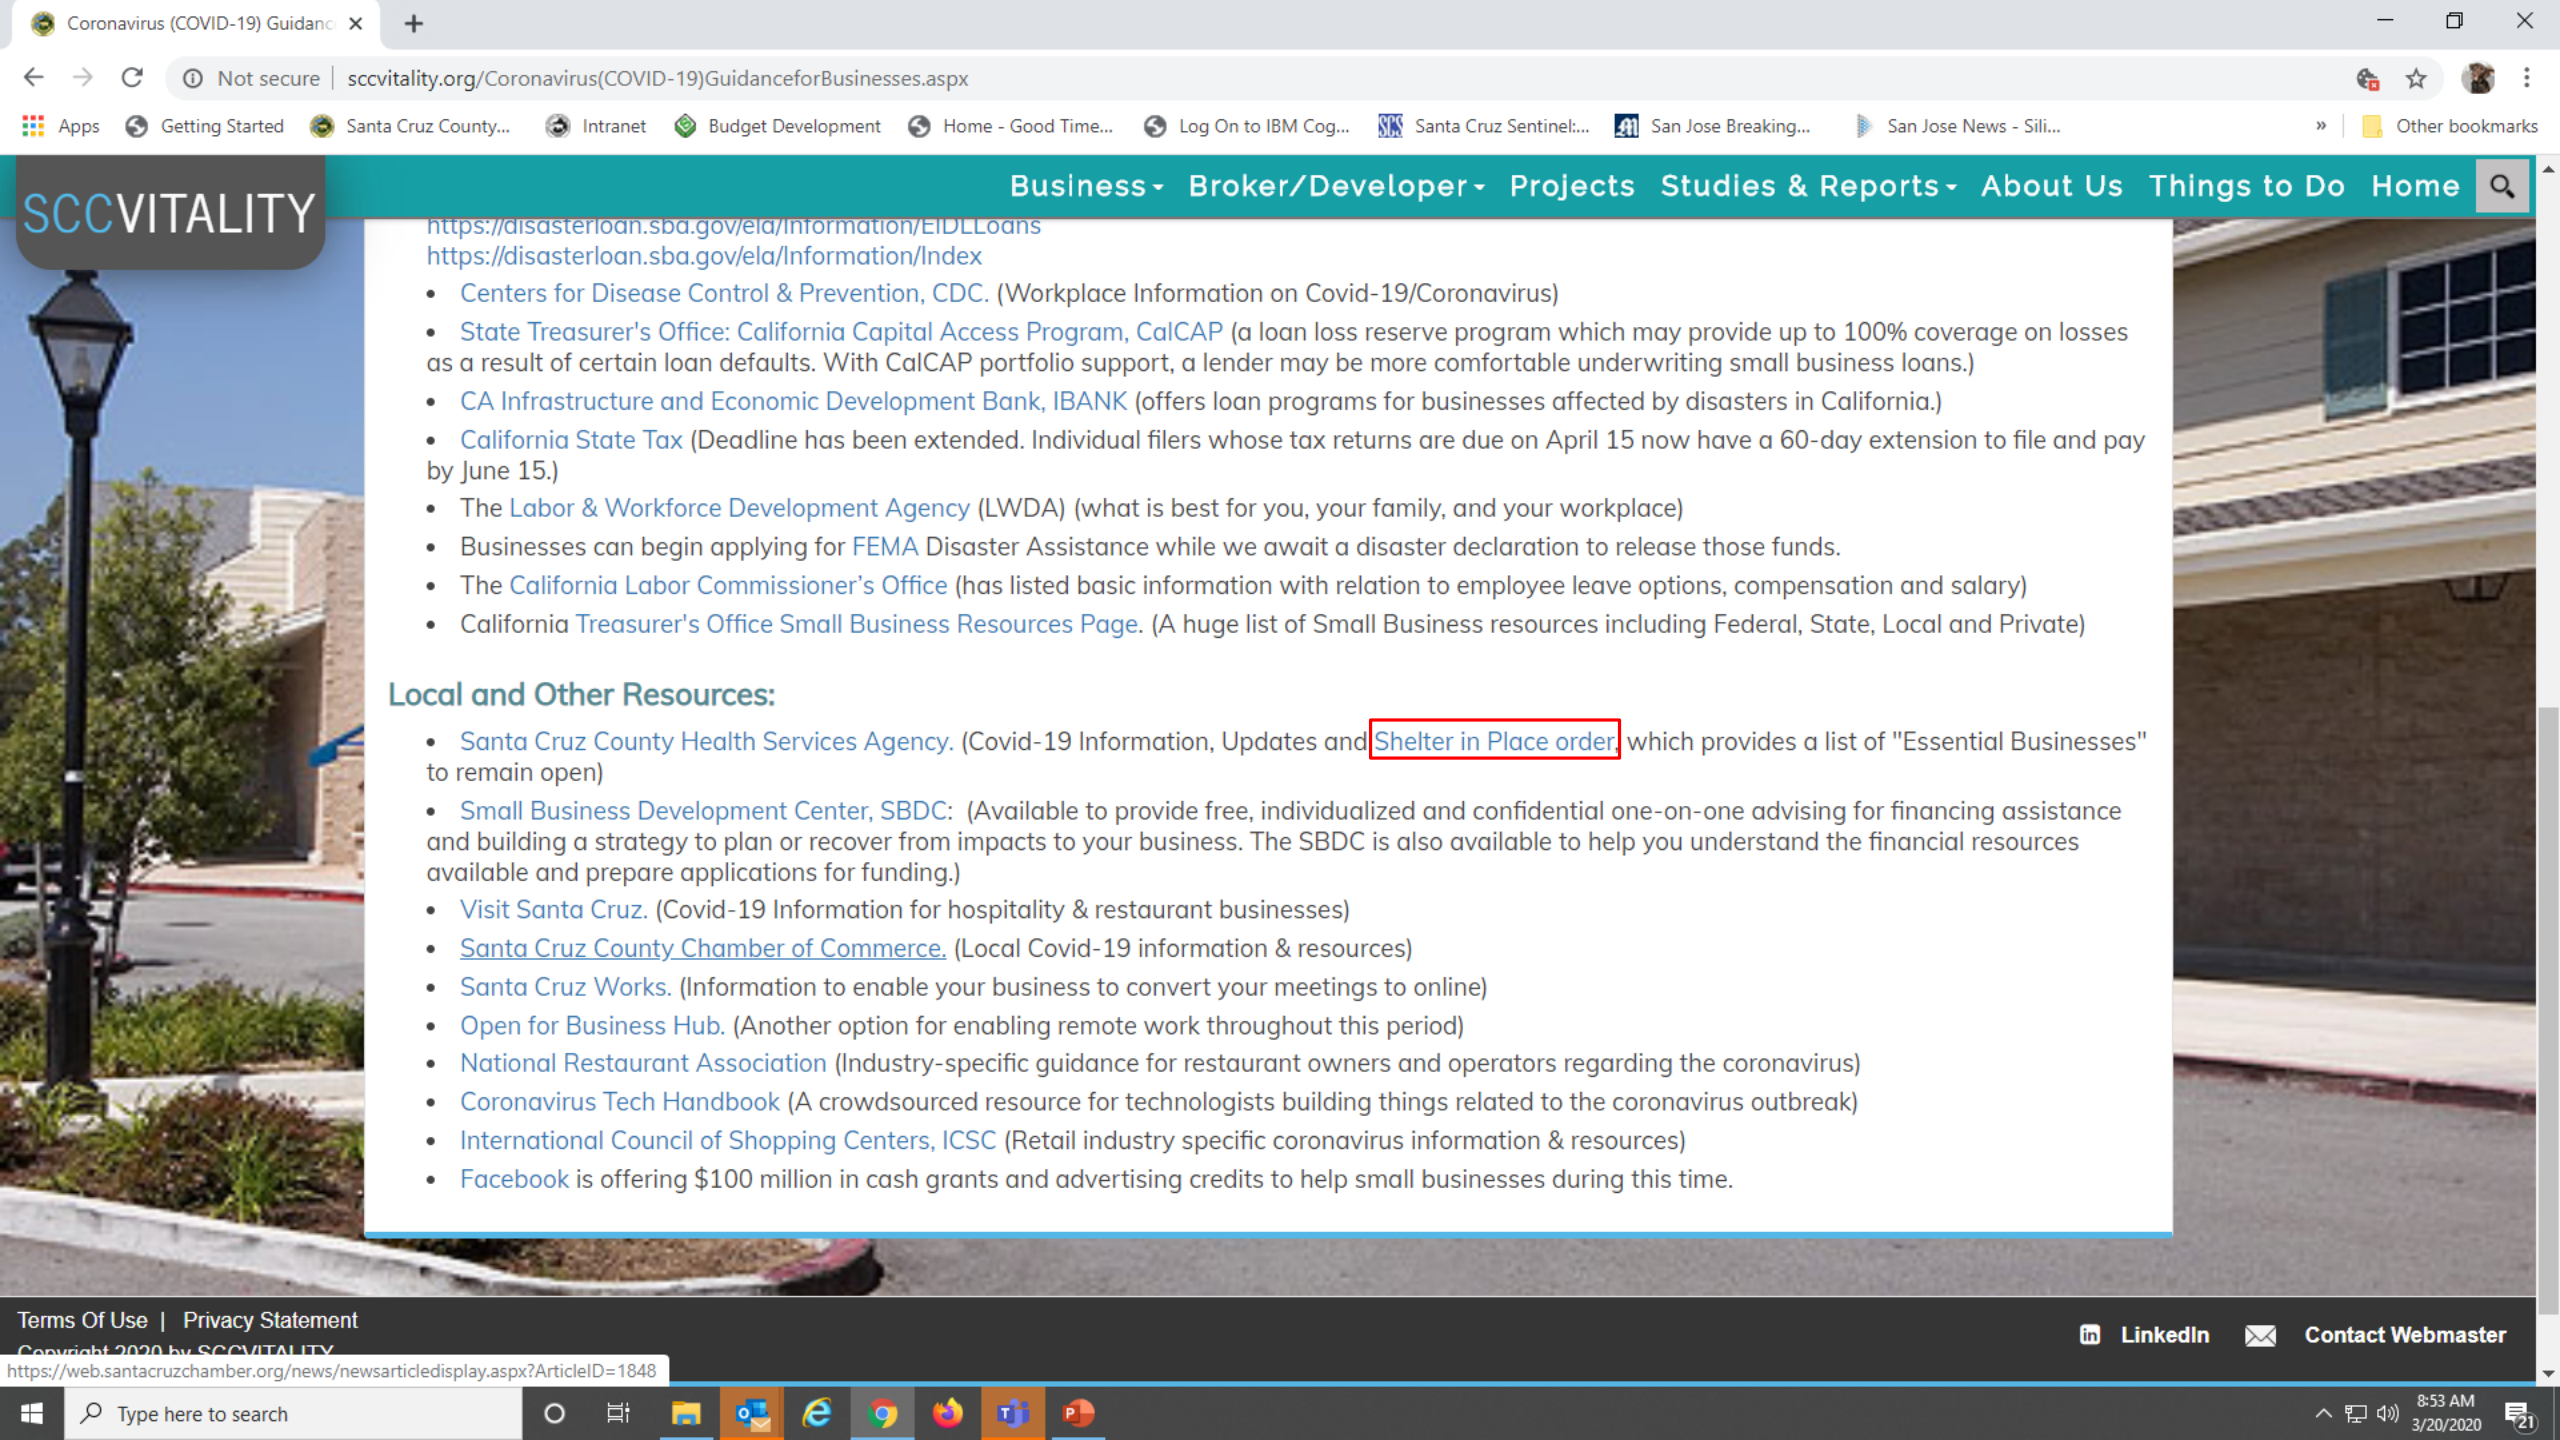 Coronavirus (COVID-19) Guidanc
Not secure | sccvitality.org/Coronavirus(COVID-19)GuidanceforBusinesses.aspx
Apps Getting Started Santa Cruz County... Intranet Budget Development Home - Good Time... Log On to IBM Cog... SCS Santa Cruz Sentinel:... San Jose Breaking... San Jose News - Sili... » Other bookmarks
SCCVITALITY
Business Broker/Developer Projects Studies & Reports About Us Things to Do Home
https://disasterloan.sba.gov/ela/Information/EIDLLoans
https://disasterloan.sba.gov/ela/Information/Index
• Centers for Disease Control & Prevention, CDC. (Workplace Information on Covid-19/Coronavirus)
• State Treasurer's Office: California Capital Access Program, CalCAP (a loan loss reserve program which may provide up to 100% coverage on losses
as a result of certain loan defaults. With CalCAP portfolio support, a lender may be more comfortable underwriting small business loans.)
• CA Infrastructure and Economic Development Bank, IBANK (offers loan programs for businesses affected by disasters in California.)
• California State Tax (Deadline has been extended. Individual filers whose tax returns are due on April 15 now have a 60-day extension to file and pay
by June 15.)
• The Labor & Workforce Development Agency (LWDA) (what is best for you, your family, and your workplace)
• Businesses can begin applying for FEMA Disaster Assistance while we await a disaster declaration to release those funds.
• The California Labor Commissioner’s Office (has listed basic information with relation to employee leave options, compensation and salary)
• California Treasurer's Office Small Business Resources Page. (A huge list of Small Business resources including Federal, State, Local and Private)
Local and Other Resources:
• Santa Cruz County Health Services Agency. (Covid-19 Information, Updates and Shelter in Place order, which provides a list of "Essential Businesses"
to remain open)
• Small Business Development Center, SBDC: (Available to provide free, individualized and confidential one-on-one advising for financing assistance
and building a strategy to plan or recover from impacts to your business. The SBDC is also available to help you understand the financial resources
available and prepare applications for funding.)
• Visit Santa Cruz. (Covid-19 Information for hospitality & restaurant businesses)
• Santa Cruz County Chamber of Commerce. (Local Covid-19 information & resources)
• Santa Cruz Works. (Information to enable your business to convert your meetings to online)
• Open for Business Hub. (Another option for enabling remote work throughout this period)
• National Restaurant Association (Industry-specific guidance for restaurant owners and operators regarding the coronavirus)
• Coronavirus Tech Handbook (A crowdsourced resource for technologists building things related to the coronavirus outbreak)
• International Council of Shopping Centers, ICSC (Retail industry specific coronavirus information & resources)
• Facebook is offering $100 million in cash grants and advertising credits to help small businesses during this time.
Terms Of Use | Privacy Statement
LinkedIn Contact Webmaster
Copyright 2020 by SCCVITALITY
https://web.santacruzchamber.org/news/newsarticledisplay.aspx?ArticleID=1848
Type here to search
8:53 AM
3/20/2020
21